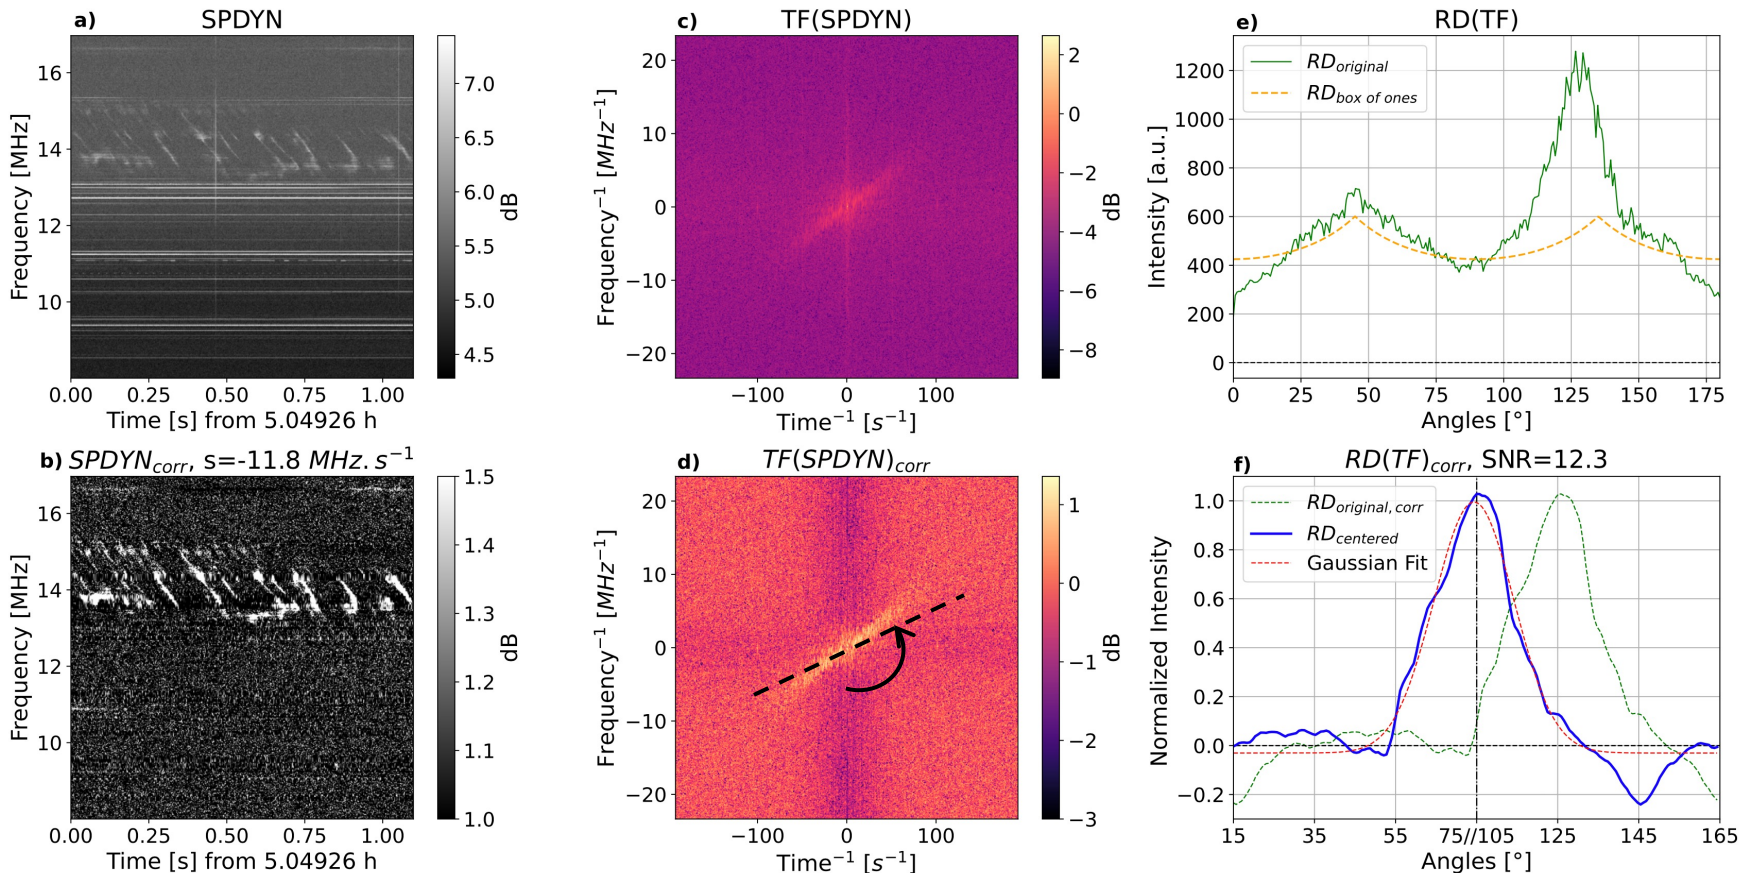 a) SPDYN
Frequency [MHz]
16
14
12
10
0.00 0.25 0.50 0.75 1.00
Time [s] from 5.04926 h
7.0
6.5
6.0
5.5
5.0
4.5
dB
c) TF(SPDYN)
Frequency⁻¹ [MHz⁻¹]
20
10
0
−10
−20
−100 0 100
Time⁻¹ [s⁻¹]
2
0
−2
−4
−6
−8
dB
e) RD(TF)
Intensity [a.u.]
1200
1000
800
600
400
200
0
RD_original
RD_box of ones
0 25 50 75 100 125 150 175
Angles [°]
b) SPDYN_corr, s=-11.8 MHz.s⁻¹
Frequency [MHz]
16
14
12
10
0.00 0.25 0.50 0.75 1.00
Time [s] from 5.04926 h
1.5
1.4
1.3
1.2
1.1
1.0
dB
d) TF(SPDYN)_corr
Frequency⁻¹ [MHz⁻¹]
20
10
0
−10
−20
−100 0 100
Time⁻¹ [s⁻¹]
1
0
−1
−2
−3
dB
f) RD(TF)_corr, SNR=12.3
Normalized Intensity
1.0
0.8
0.6
0.4
0.2
0.0
−0.2
RD_original, corr
RD_centered
Gaussian Fit
15 35 55 75//105 125 145 165
Angles [°]